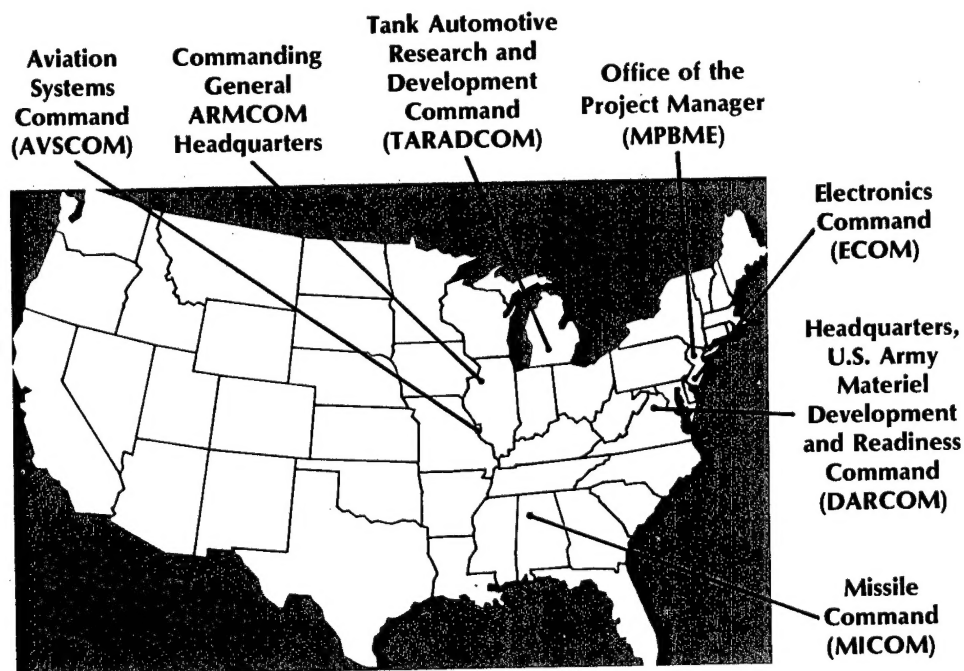 Aviation
Systems
Command
(AVSCOM)
Commanding
General
ARMCOM
Headquarters
Tank Automotive
Research and
Development
Command
(TARADCOM)
Office of the
Project Manager
(MPBME)
Electronics
Command
(ECOM)
Headquarters,
U.S. Army
Materiel
Development
and Readiness
Command
(DARCOM)
Missile
Command
(MICOM)